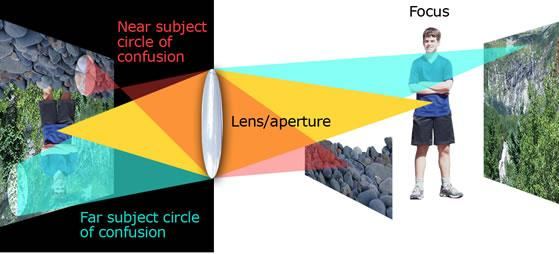 Near subject
circle of
confusion
Lens/aperture
Focus
Far subject circle
of confusion